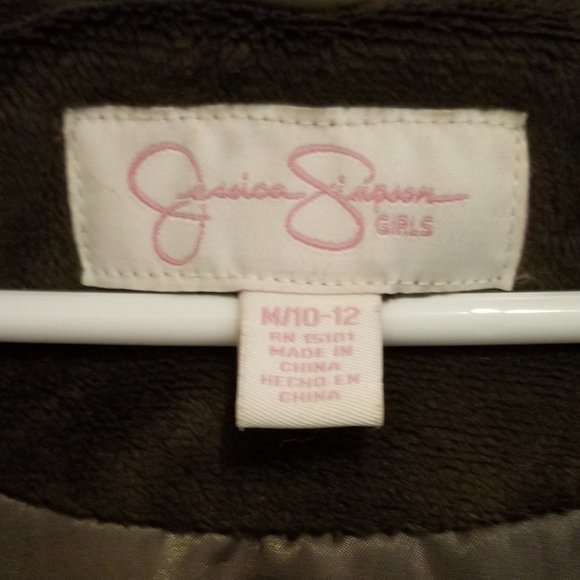 Jessica Simpson
GIRLS
M/10-12
RN 15101
MADE IN
CHINA
HECHO EN
CHINA